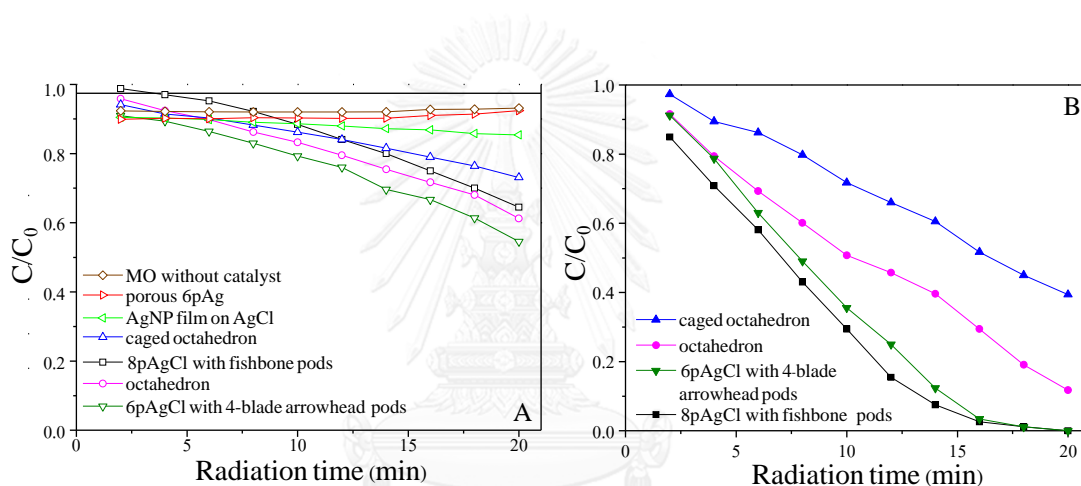 1.0
0.8
0.6
0.4
0.2
0.0
C/C0
MO without catalyst
porous 6pAg
AgNP film on AgCl
caged octahedron
8pAgCl with fishbone pods
octahedron
6pAgCl with 4-blade arrowhead pods
A
5
10
15
20
Radiation time (min)
B
1.0
0.8
0.6
0.4
0.2
0.0
C/C0
caged octahedron
octahedron
6pAgCl with 4-blade
arrowhead pods
8pAgCl with fishbone pods
5
10
15
20
Radiation time (min)